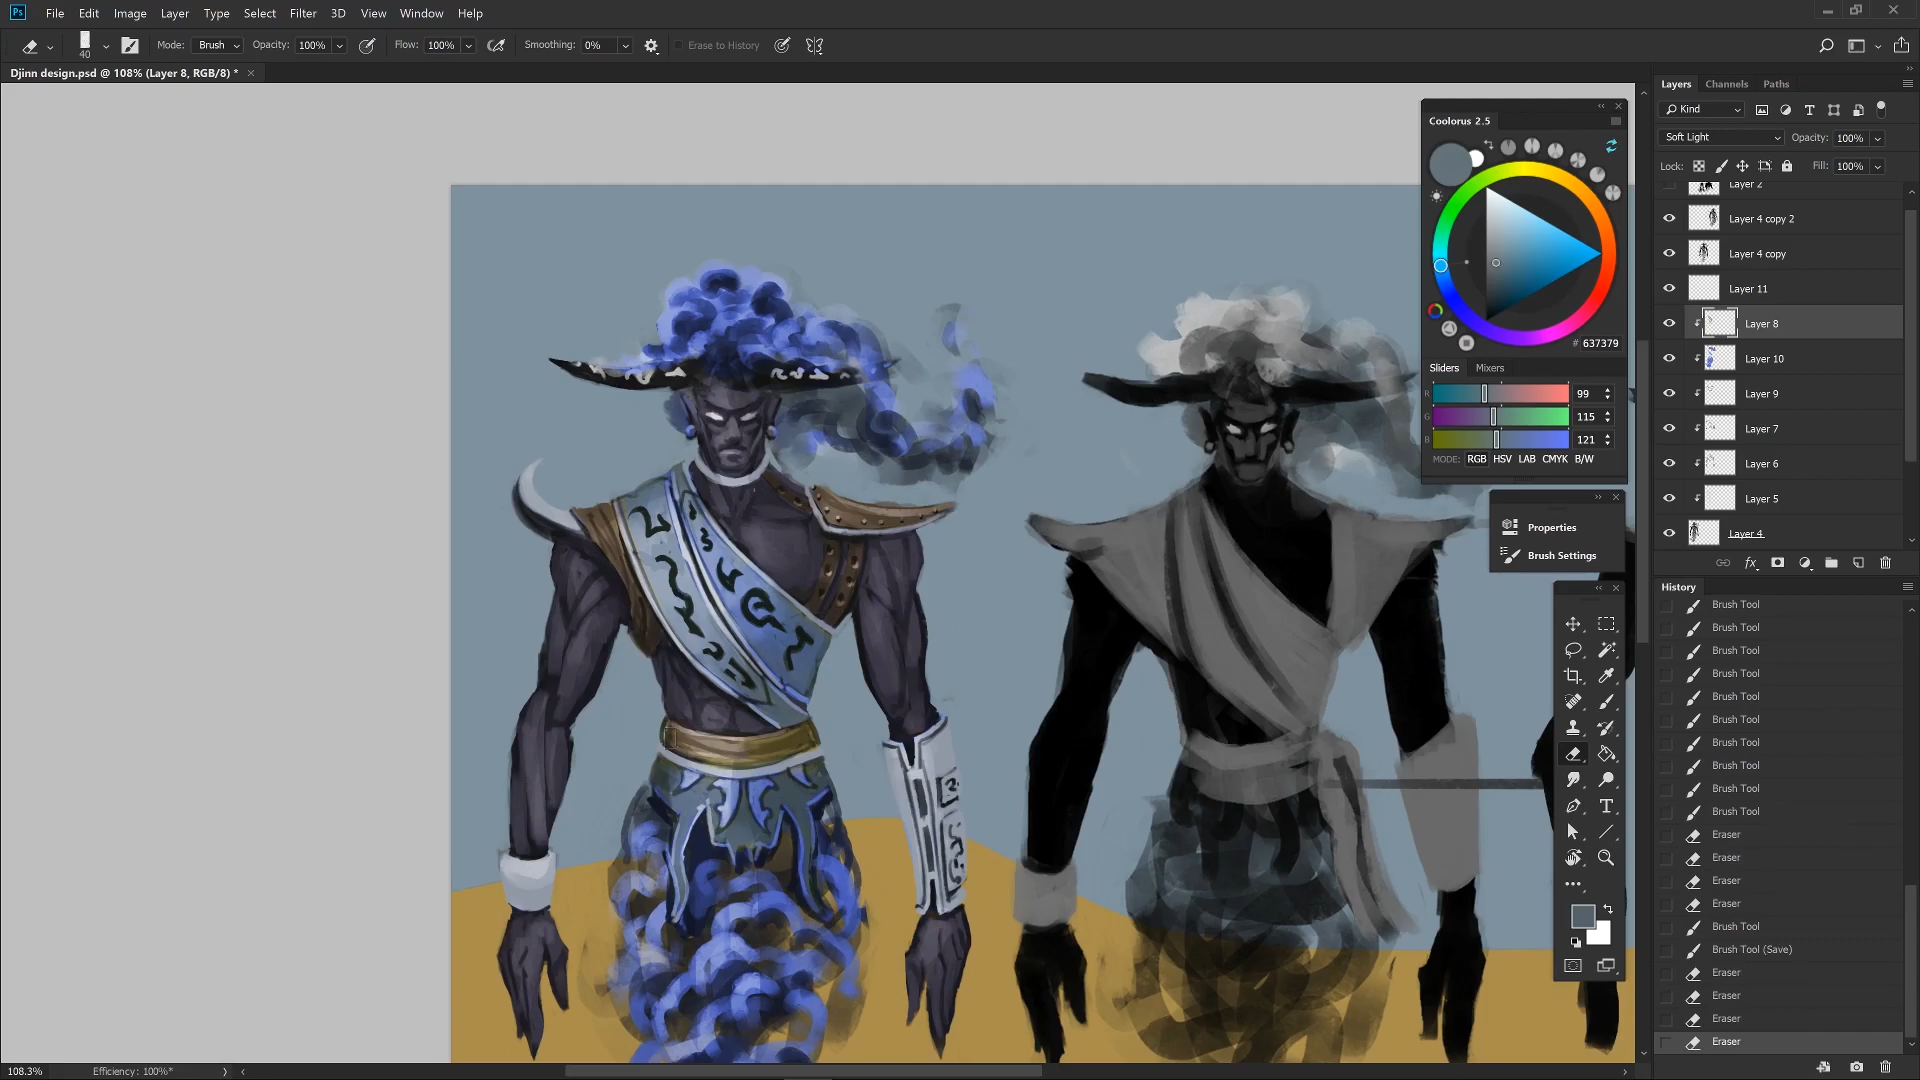 Ps File Edit Image Layer Type Select Filter 3D View Window Help
40 Mode: Brush Opacity: 100% Flow: 100% Smoothing: 0% Erase to History
Djinn design.psd @ 108% (Layer 8, RGB/8) * ×
Coolorus 2.5
# 637379
Sliders Mixers
R 99
G 115
B 121
MODE: RGB HSV LAB CMYK B/W
Properties
Brush Settings
Layers Channels Paths
Kind
Soft Light Opacity: 100%
Lock: Fill: 100%
Layer 2
Layer 4 copy 2
Layer 4 copy
Layer 11
Layer 8
Layer 10
Layer 9
Layer 7
Layer 6
Layer 5
Layer 4
fx
History
Brush Tool
Brush Tool
Brush Tool
Brush Tool
Brush Tool
Brush Tool
Brush Tool
Brush Tool
Brush Tool
Brush Tool
Eraser
Eraser
Eraser
Eraser
Brush Tool
Brush Tool (Save)
Eraser
Eraser
Eraser
Eraser
108.3% Efficiency: 100%*